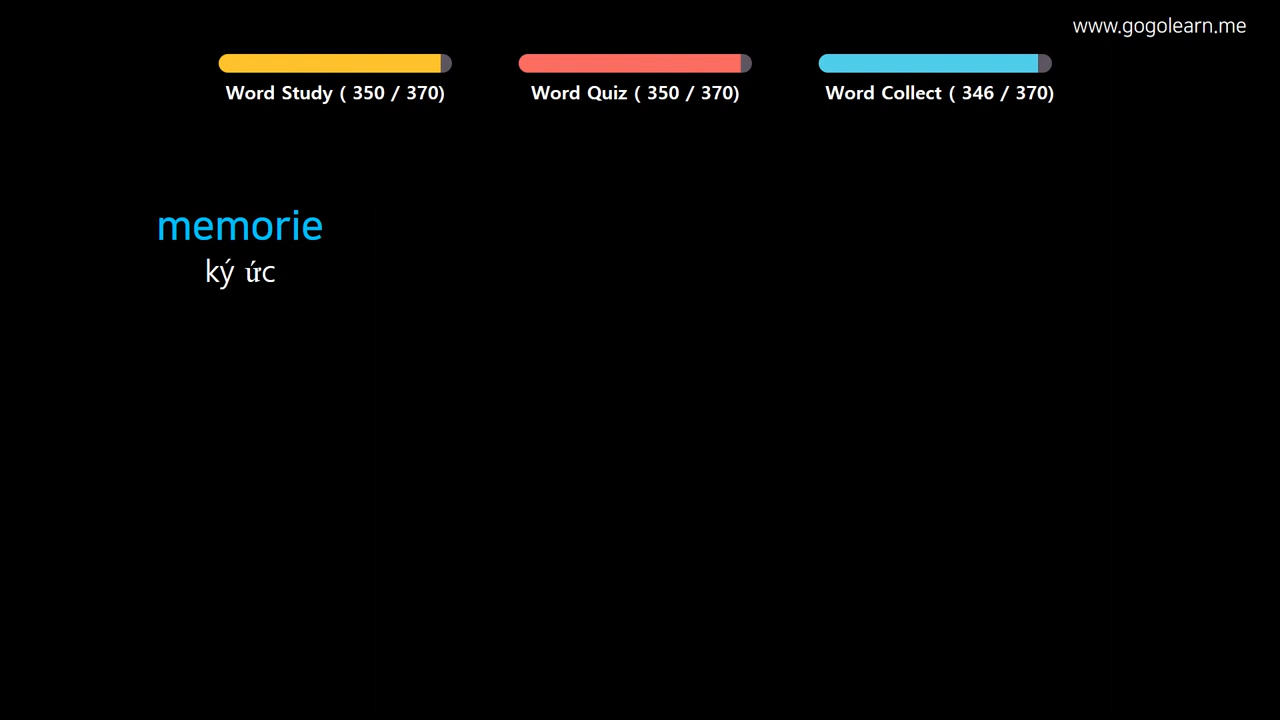 www.gogolearn.me
Word Study ( 350 / 370)
Word Quiz ( 350 / 370)
Word Collect ( 346 / 370)
memorie
ký ức